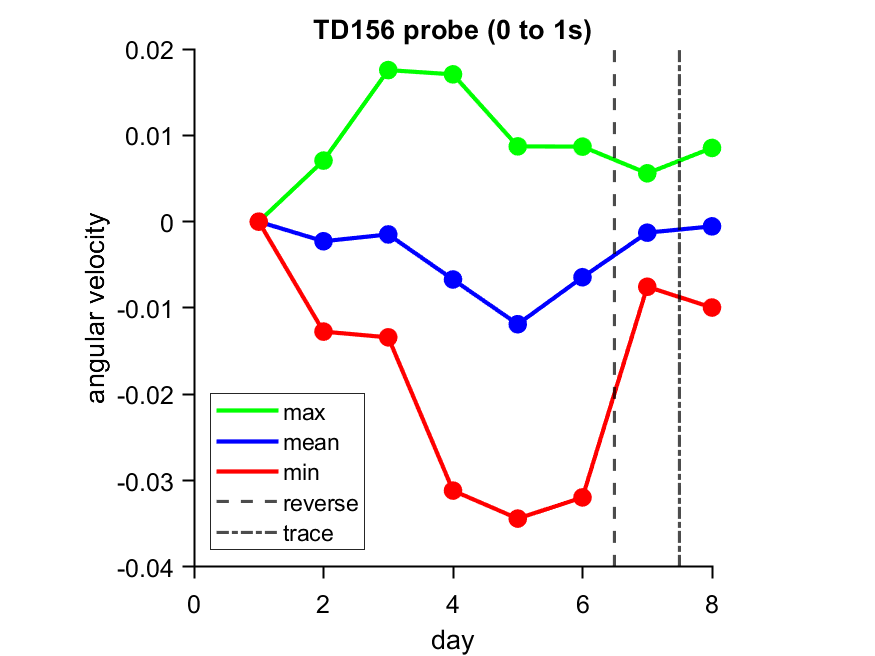 TD156 probe (0 to 1s)
0.02
0.01
0
-0.01
-0.02
-0.03
-0.04
angular velocity
max
mean
min
reverse
trace
0 2 4 6 8
day